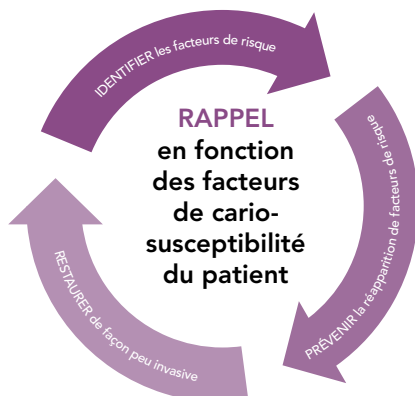 IDENTIFIER les facteurs de risque
RAPPEL
en fonction
des facteurs
de cario-
susceptibilité
du patient
PRÉVENIR la réapparition de facteurs de risque
RESTAURER de façon peu invasive